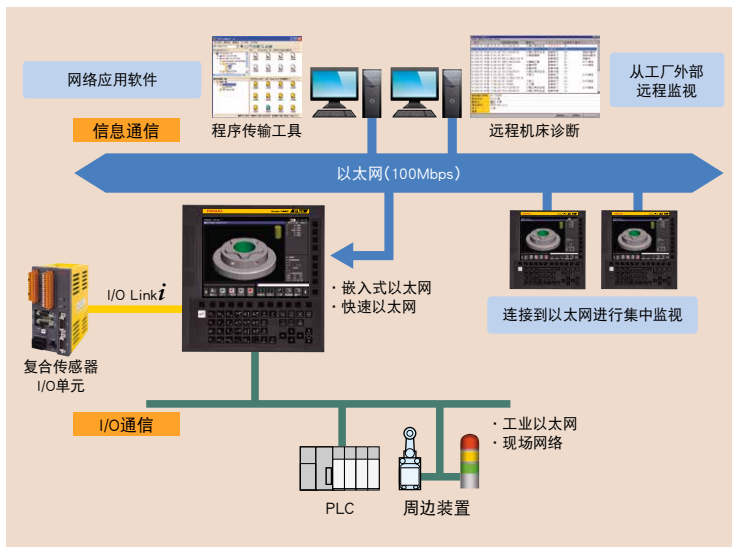 网络应用软件
程序传输工具
远程机床诊断
从工厂外部
远程监视
信息通信
以太网(100Mbps)
FANUC
I/O Link i
·嵌入式以太网
·快速以太网
连接到以太网进行集中监视
复合传感器
I/O单元
I/O通信
·工业以太网
·现场网络
PLC
周边装置